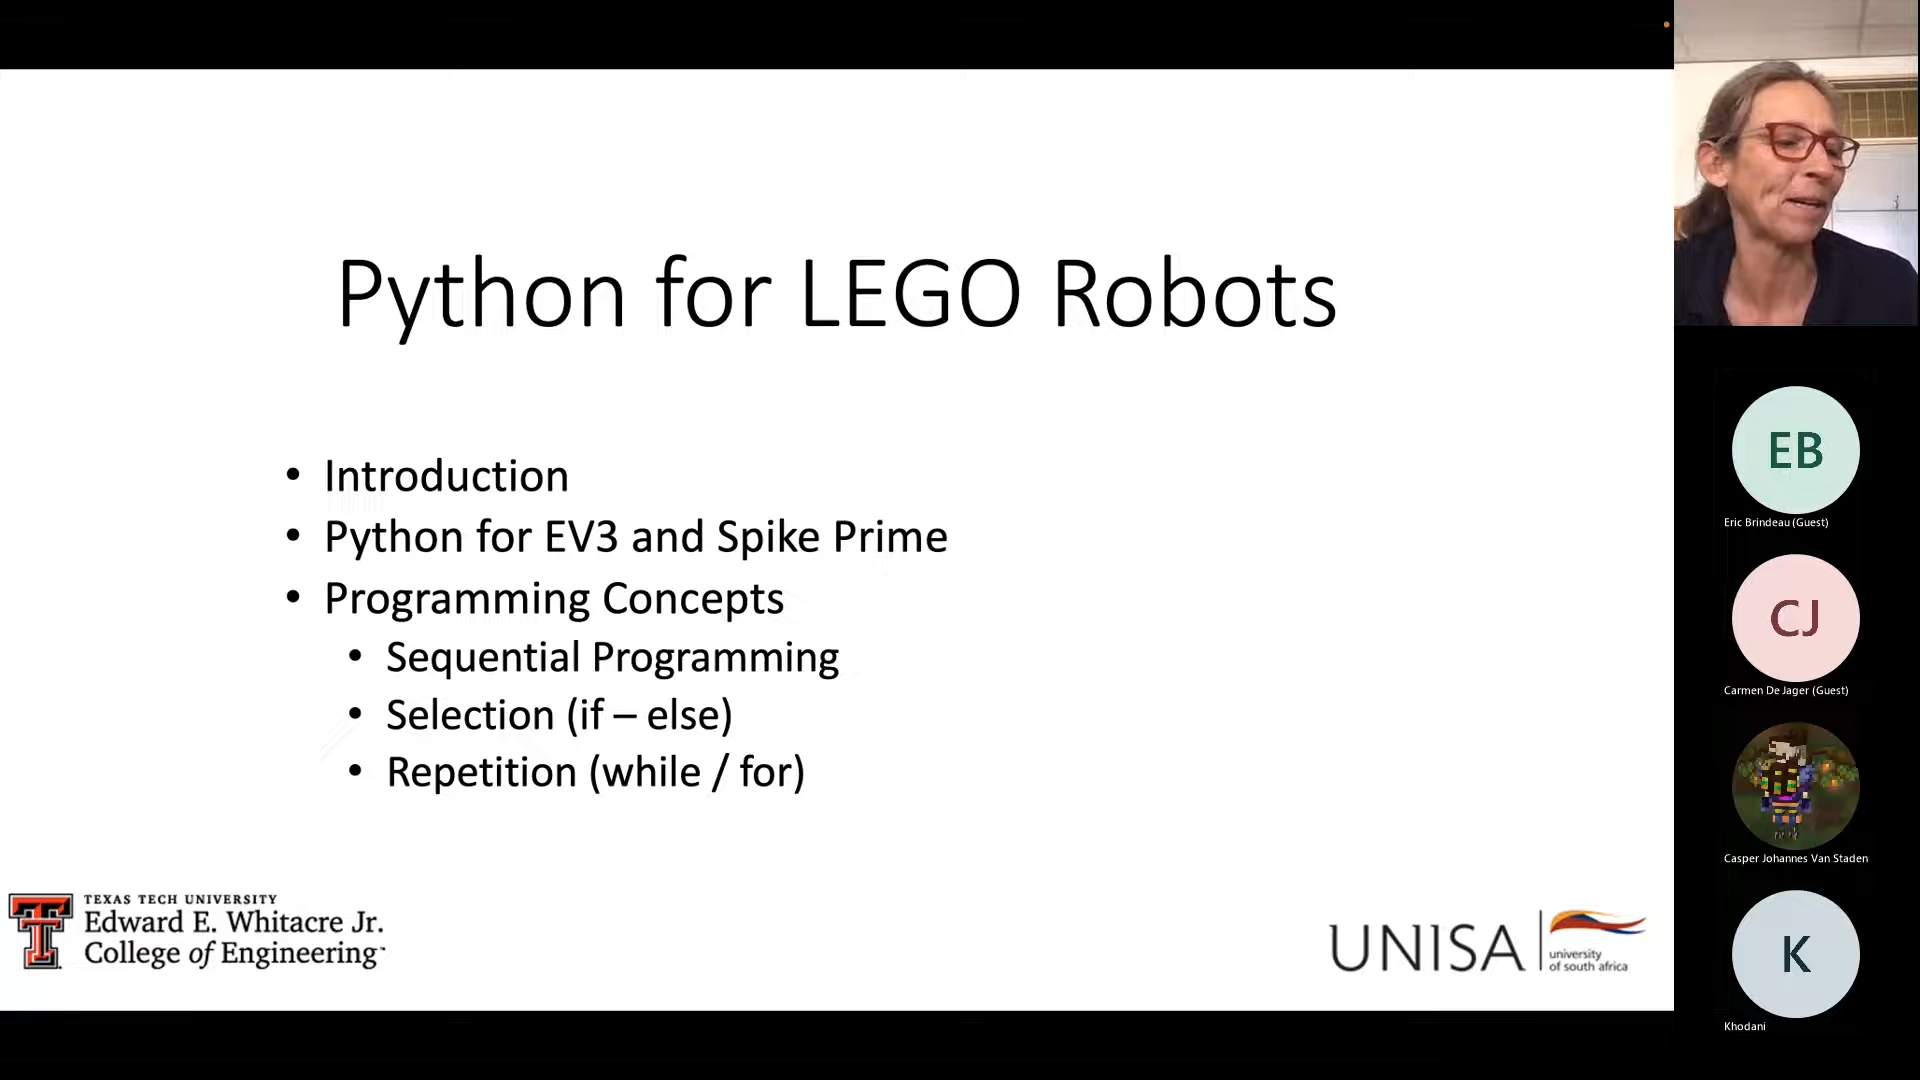 Python for LEGO Robots
• Introduction
• Python for EV3 and Spike Prime
• Programming Concepts
• Sequential Programming
• Selection (if – else)
• Repetition (while / for)
TEXAS TECH UNIVERSITY
Edward E. Whitacre Jr.
College of Engineering™
UNISA
university
of south africa
EB
Eric Brindeau (Guest)
CJ
Carmen De Jager (Guest)
Casper Johannes Van Staden
K
Khodani